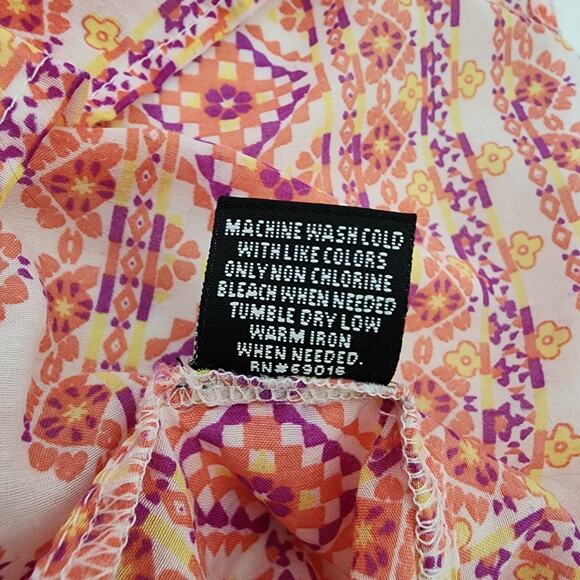 MACHINE WASH COLD
WITH LIKE COLORS
ONLY NON CHLORINE
BLEACH WHEN NEEDED
TUMBLE DRY LOW
WARM IRON
WHEN NEEDED.
RN#69016